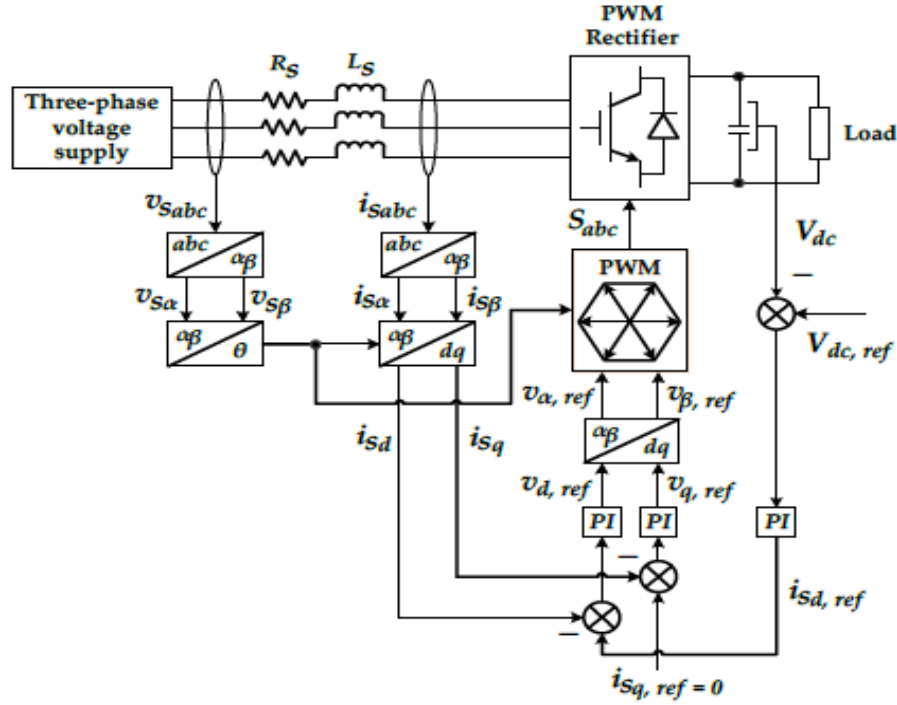 PWM
Rectifier
R_S
L_S
Three-phase
voltage
supply
Load
v_Sabc
i_Sabc
S_abc
V_dc
abc
αβ
abc
αβ
PWM
−
v_Sα
v_Sβ
i_Sα
i_Sβ
αβ
θ
αβ
dq
V_dc, ref
v_α, ref
v_β, ref
i_Sd
i_Sq
αβ
dq
v_d, ref
v_q, ref
PI
PI
PI
−
i_Sd, ref
−
i_Sq, ref = 0